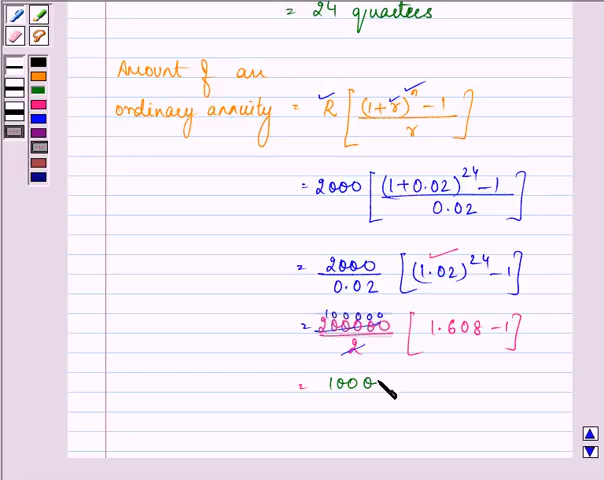 = 24 quarters
Amount of an
ordinary annuity = R [ (1+r)^n - 1 / r ]
= 2000 [ (1+0.02)^24 - 1 / 0.02 ]
= 2000 / 0.02 [ (1.02)^24 - 1 ]
100000
= 200000 / 2 [ 1.608 - 1 ]
= 1000